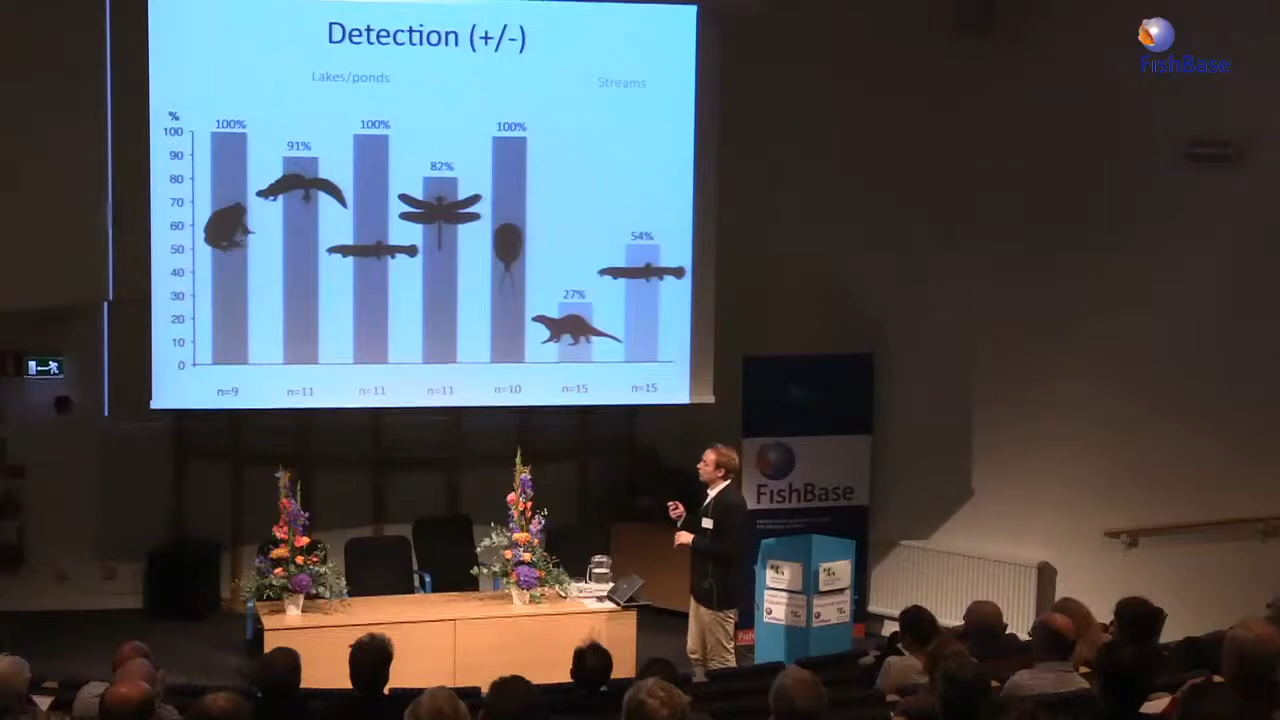 Detection (+/-)
Lakes/ponds
Streams
%
100
90
80
70
60
50
40
30
20
10
0
100%
91%
100%
82%
100%
27%
54%
n=9
n=11
n=11
n=11
n=10
n=15
n=15
FishBase
FishBase